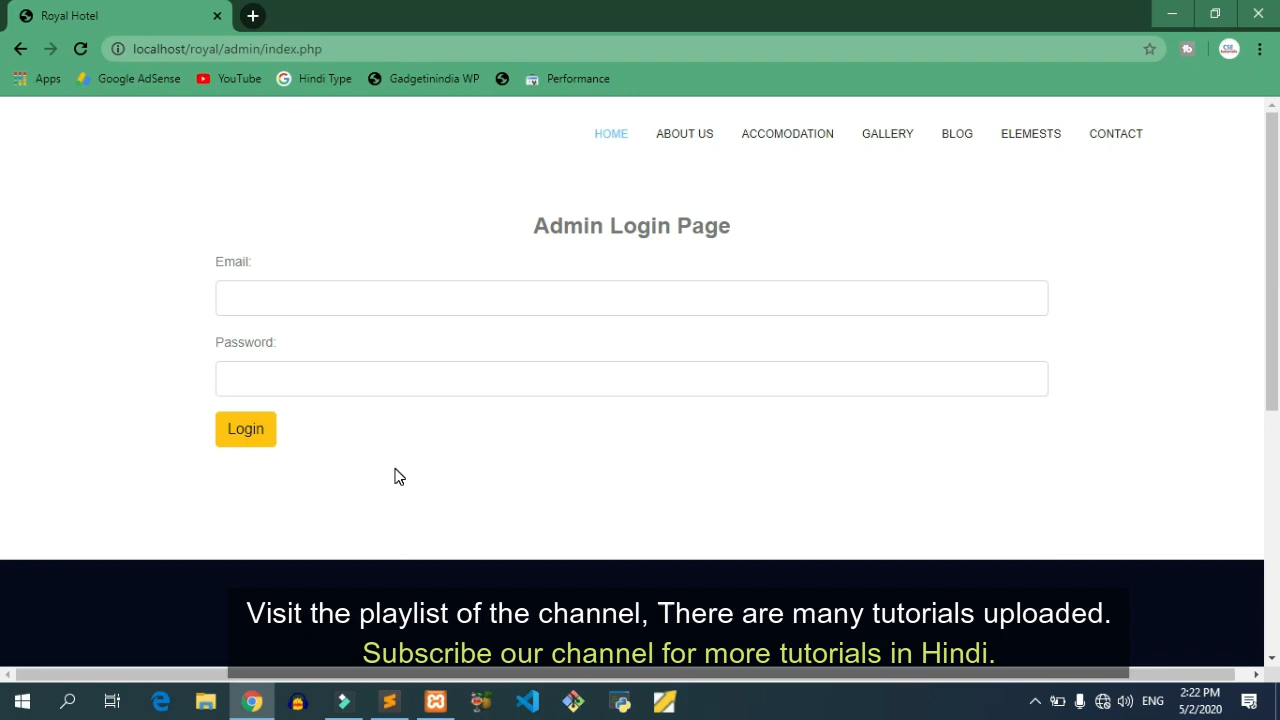 Royal Hotel
localhost/royal/admin/index.php
Apps Google AdSense YouTube Hindi Type Gadgetinindia WP Performance
HOME ABOUT US ACCOMODATION GALLERY BLOG ELEMESTS CONTACT
Admin Login Page
Email:
Password:
Login
Visit the playlist of the channel, There are many tutorials uploaded.
Subscribe our channel for more tutorials in Hindi.
ENG
2:22 PM
5/2/2020